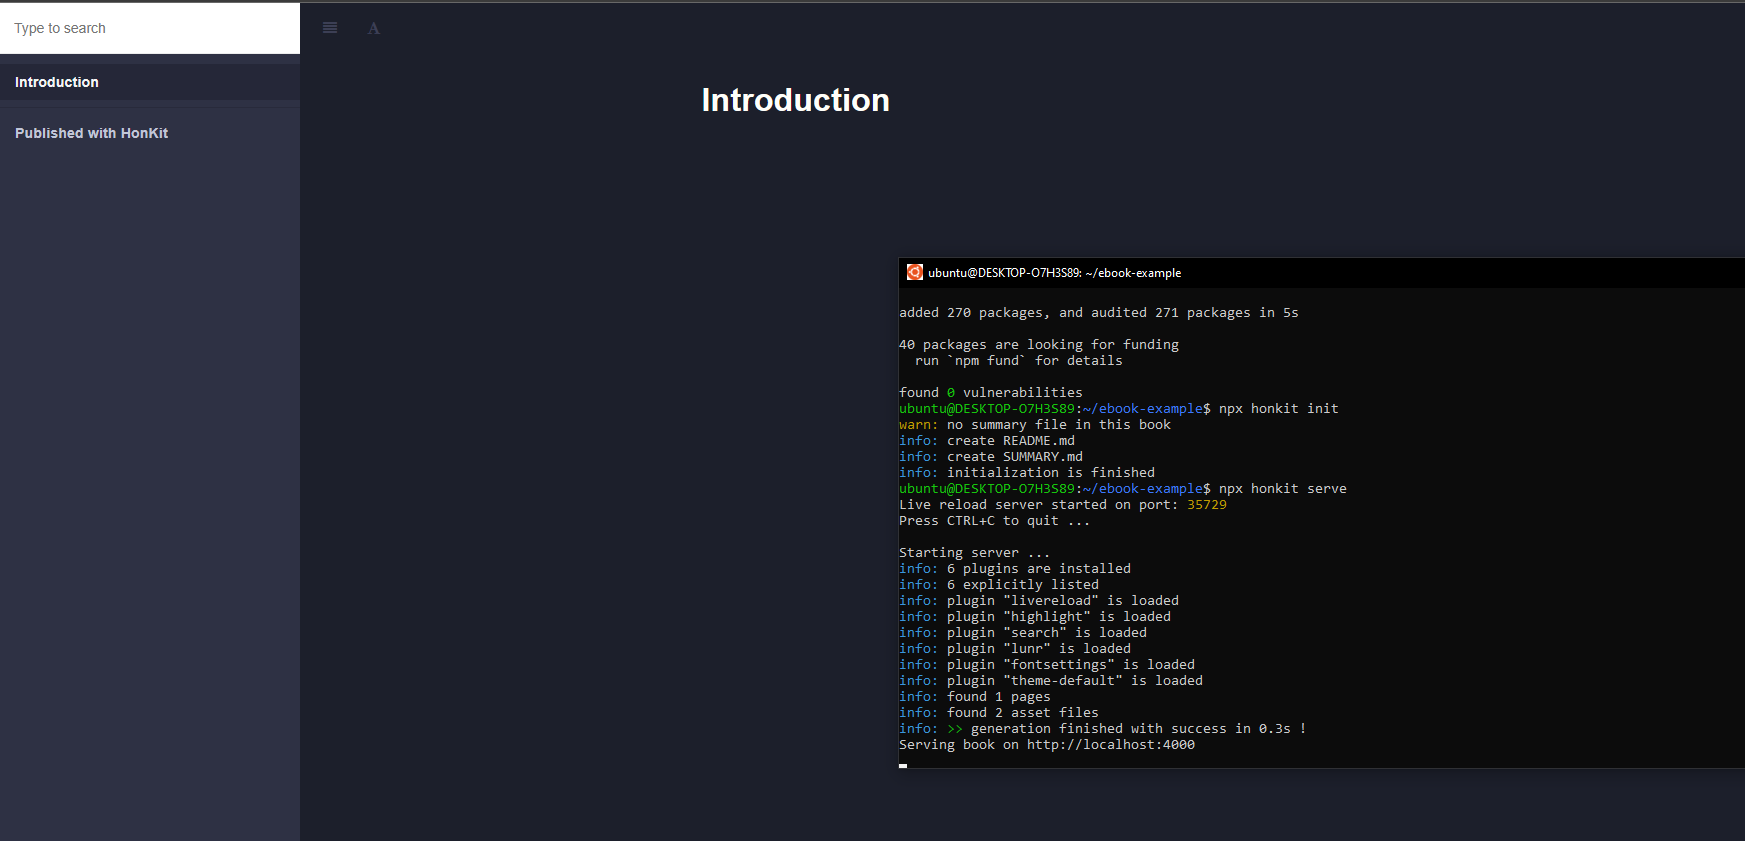 Type to search
A
Introduction
Published with HonKit
Introduction
ubuntu@DESKTOP-O7H3S89: ~/ebook-example
added 270 packages, and audited 271 packages in 5s
40 packages are looking for funding
run `npm fund` for details
found 0 vulnerabilities
ubuntu@DESKTOP-O7H3S89:~/ebook-example$ npx honkit init
warn: no summary file in this book
info: create README.md
info: create SUMMARY.md
info: initialization is finished
ubuntu@DESKTOP-O7H3S89:~/ebook-example$ npx honkit serve
Live reload server started on port: 35729
Press CTRL+C to quit ...
Starting server ...
info: 6 plugins are installed
info: 6 explicitly listed
info: plugin "livereload" is loaded
info: plugin "highlight" is loaded
info: plugin "search" is loaded
info: plugin "lunr" is loaded
info: plugin "fontsettings" is loaded
info: plugin "theme-default" is loaded
info: found 1 pages
info: found 2 asset files
info: >> generation finished with success in 0.3s !
Serving book on http://localhost:4000